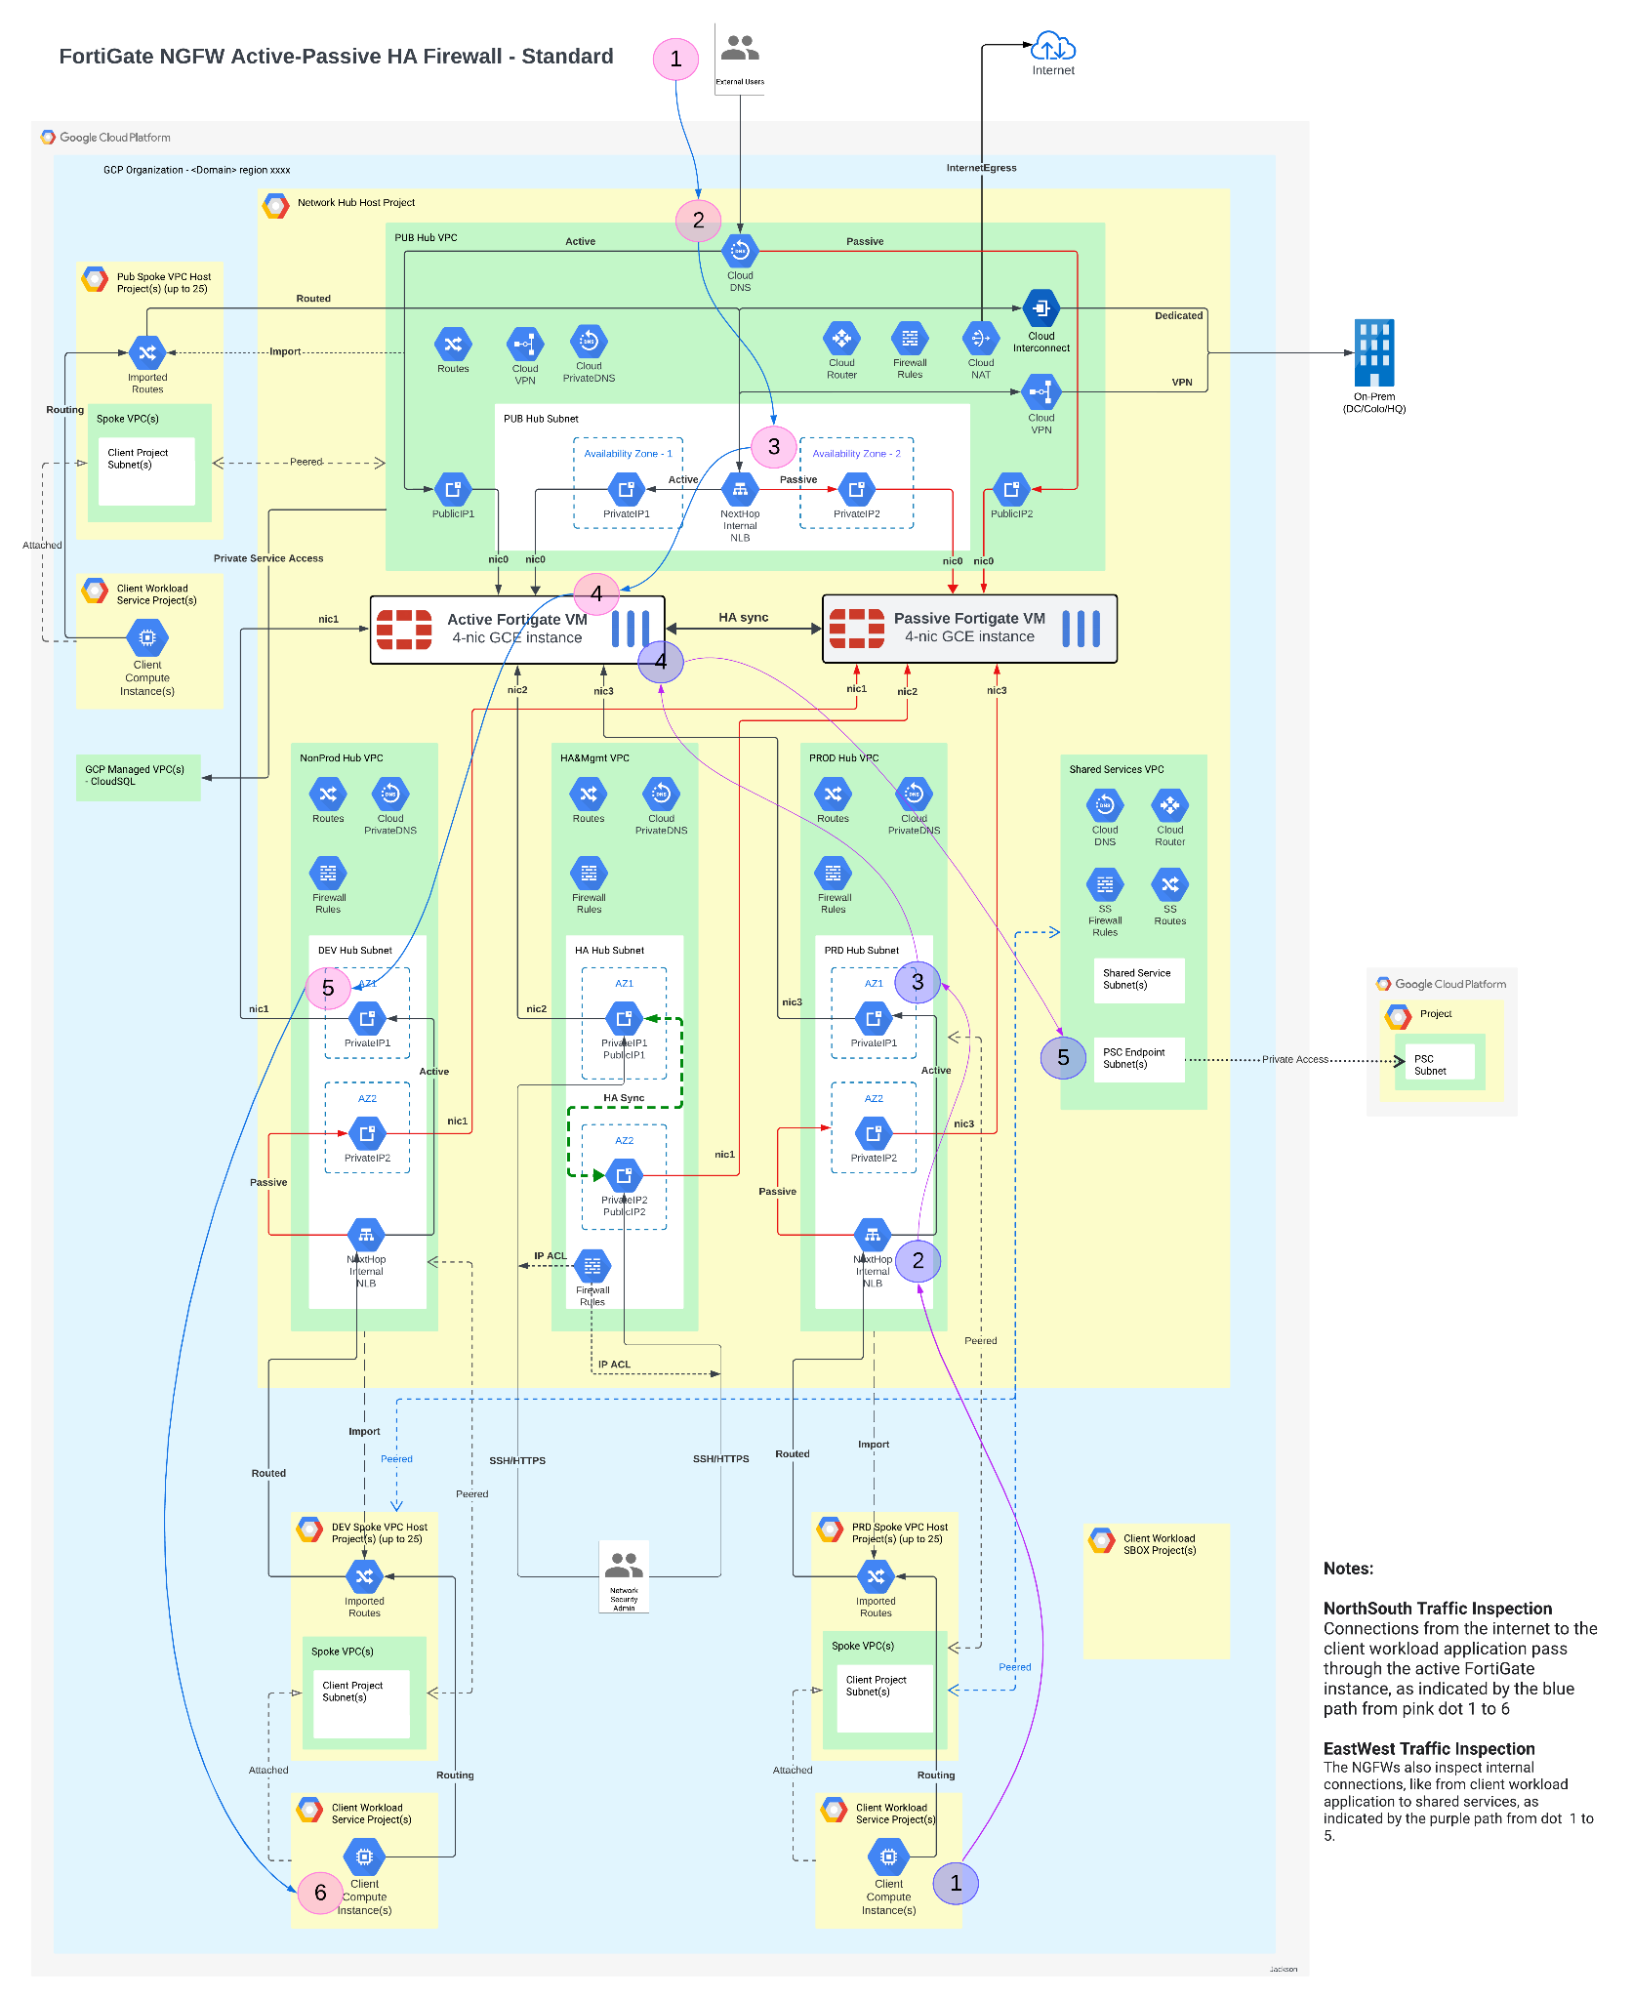 FortiGate NGFW Active-Passive HA Firewall - Standard
1
External Users
Internet
Google Cloud Platform
GCP Organization - <Domain> region xxxx
InternetEgress
Network Hub Host Project
2
PUB Hub VPC
Active
Passive
Cloud
DNS
Pub Spoke VPC Host
Project(s) (up to 25)
Routed
Dedicated
Import
Routes
Cloud
VPN
Cloud
PrivateDNS
Cloud
Router
Firewall
Rules
Cloud
NAT
Cloud
Interconnect
Imported
Routes
VPN
On-Prem
(DC/Colo/HQ)
Routing
Spoke VPC(s)
PUB Hub Subnet
Cloud
VPN
Client Project
Subnet(s)
Peered
Availability Zone - 1
3
Availability Zone - 2
Active
Passive
PublicIP1
PrivateIP1
NextHop
Internal
NLB
PrivateIP2
PublicIP2
Attached
Private Service Access
nic0
nic0
nic0
nic0
Client Workload
Service Project(s)
4
nic1
Active Fortigate VM
4-nic GCE instance
HA sync
Passive Fortigate VM
4-nic GCE instance
Client
Compute
Instance(s)
4
nic2
nic3
nic1
nic2
nic3
GCP Managed VPC(s)
- CloudSQL
NonProd Hub VPC
HA&Mgmt VPC
PROD Hub VPC
Shared Services VPC
Routes
Cloud
PrivateDNS
Routes
Cloud
PrivateDNS
Routes
Cloud
PrivateDNS
Cloud
DNS
Cloud
Router
Firewall
Rules
Firewall
Rules
Firewall
Rules
SS
Firewall
Rules
SS
Routes
DEV Hub Subnet
HA Hub Subnet
PRD Hub Subnet
5
AZ1
AZ1
AZ1
3
Shared Service
Subnet(s)
Google Cloud Platform
nic1
nic2
nic3
Project
PrivateIP1
PrivateIP1
PublicIP1
PrivateIP1
5
PSC Endpoint
Subnet(s)
Private Access
PSC
Subnet
Active
Active
AZ2
HA Sync
AZ2
nic1
AZ2
nic3
PrivateIP2
nic1
PrivateIP2
Passive
PrivateIP2
PublicIP2
Passive
NextHop
Internal
NLB
IP ACL
Firewall
Rules
NextHop
Internal
NLB
2
Peered
IP ACL
Import
Import
Peered
Routed
SSH/HTTPS
SSH/HTTPS
Routed
Peered
DEV Spoke VPC Host
Project(s) (up to 25)
PRD Spoke VPC Host
Project(s) (up to 25)
Client Workload
SBOX Project(s)
Imported
Routes
Network
Security
Admin
Imported
Routes
Spoke VPC(s)
Spoke VPC(s)
Client Project
Subnet(s)
Client Project
Subnet(s)
Peered
Attached
Routing
Attached
Routing
Client Workload
Service Project(s)
Client Workload
Service Project(s)
6
Client
Compute
Instance(s)
Client
Compute
Instance(s)
1
Jackson
Notes:
NorthSouth Traffic Inspection
Connections from the internet to the
client workload application pass
through the active FortiGate
instance, as indicated by the blue
path from pink dot 1 to 6
EastWest Traffic Inspection
The NGFWs also inspect internal
connections, like from client workload
application to shared services, as
indicated by the purple path from dot 1 to
5.